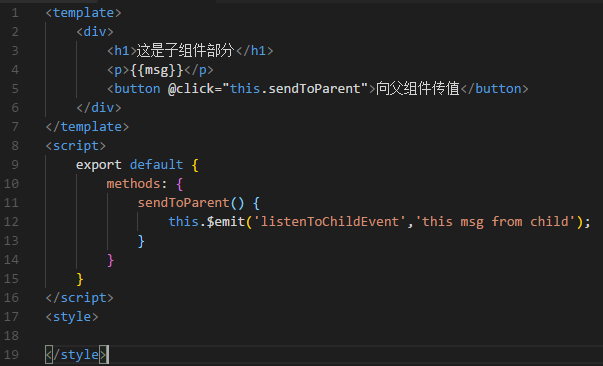 1 <template>
2     <div>
3         <h1>这是子组件部分</h1>
4         <p>{{msg}}</p>
5         <button @click="this.sendToParent">向父组件传值</button>
6     </div>
7 </template>
8 <script>
9     export default {
10         methods: {
11             sendToParent() {
12                 this.$emit('listenToChildEvent','this msg from child');
13             }
14         }
15     }
16 </script>
17 <style>
18
19 </style>